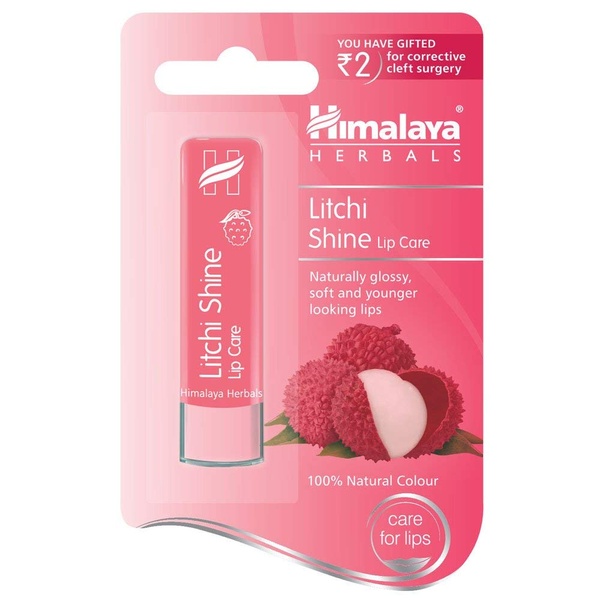 YOU HAVE GIFTED
₹2 for corrective
cleft surgery
Himalaya®
HERBALS
Litchi
Shine Lip Care
Naturally glossy,
soft and younger
looking lips
100% Natural Colour
care
for lips
Litchi Shine
Lip Care
Himalaya Herbals